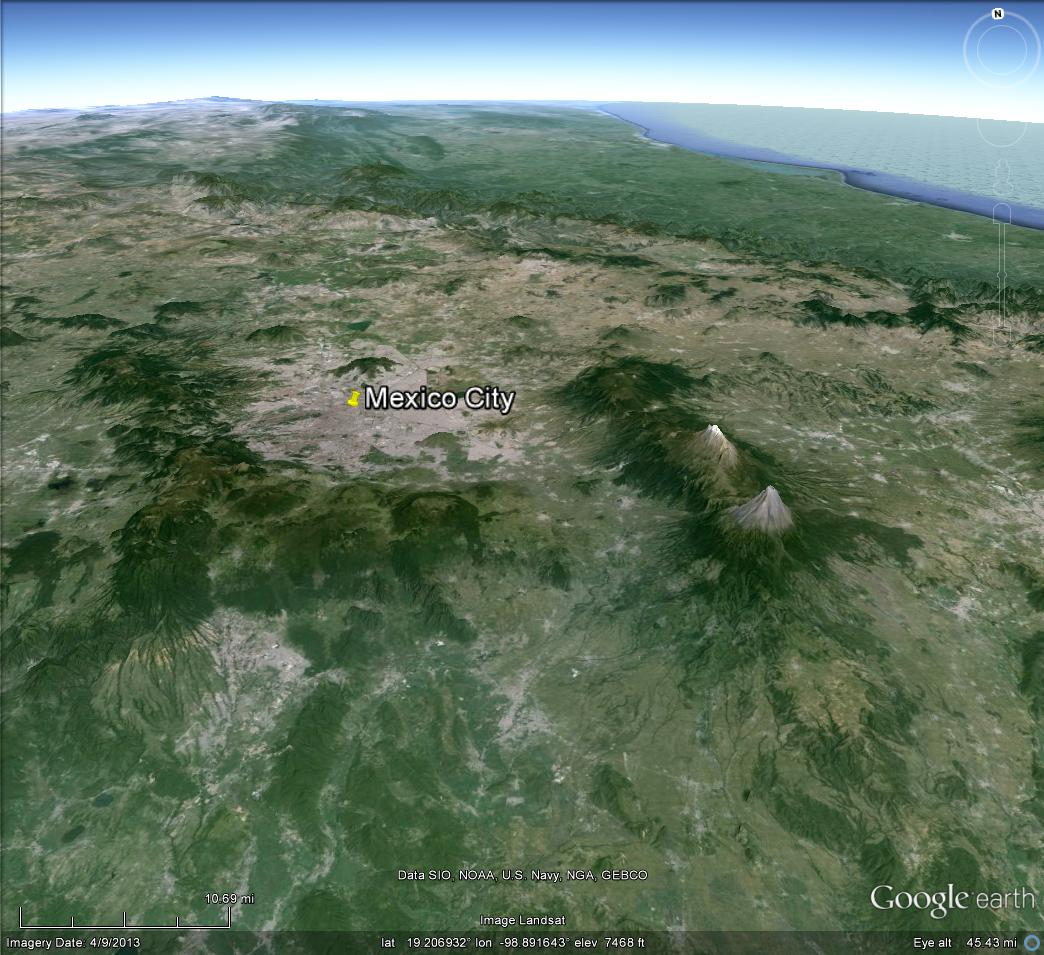 N
Mexico City
Data SIO, NOAA, U.S. Navy, NGA, GEBCO
10.69 mi
Google earth
Image Landsat
Imagery Date: 4/9/2013 lat 19.206932° lon -98.891643° elev 7468 ft Eye alt 45.43 mi